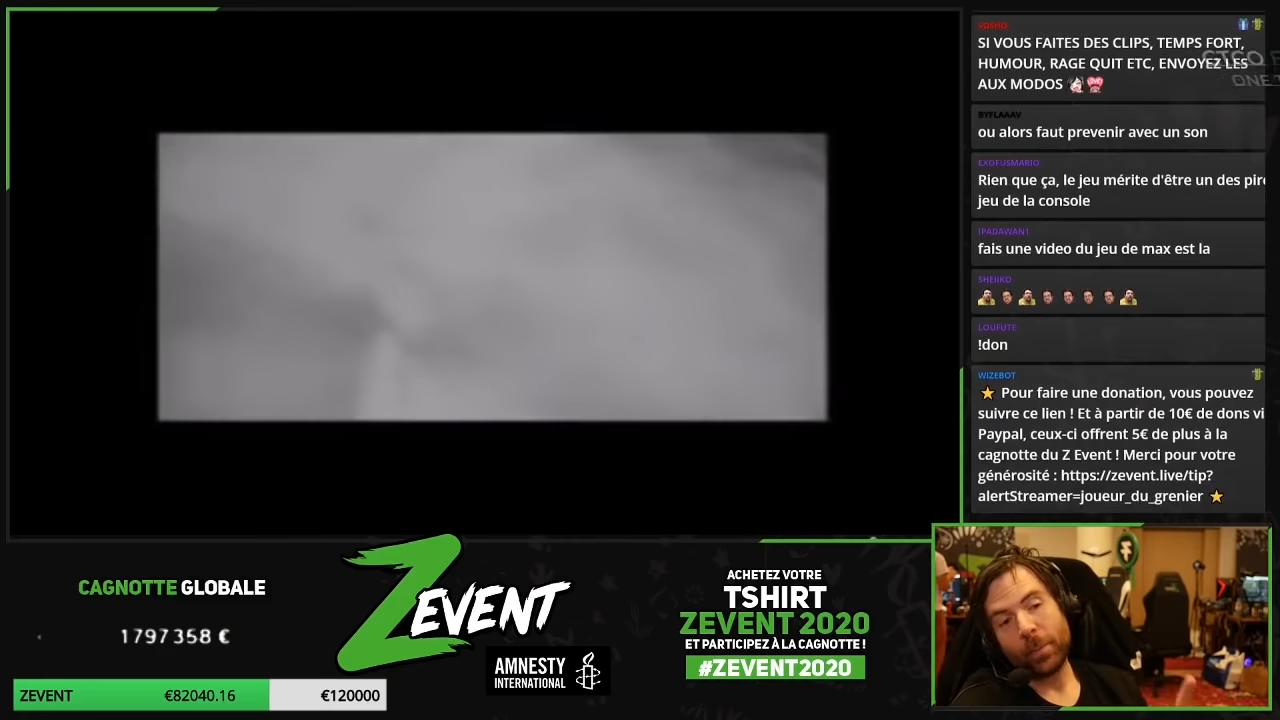 VOSHO
SI VOUS FAITES DES CLIPS, TEMPS FORT,
HUMOUR, RAGE QUIT ETC, ENVOYEZ LES
AUX MODOS
BYFLAAAV
ou alors faut prevenir avec un son
EXOFUSMARIO
Rien que ça, le jeu mérite d'être un des pire
jeu de la console
IPADAWANI
fais une video du jeu de max est la
SHEIIKO
LOUFUTE
!don
WIZEBOT
Pour faire une donation, vous pouvez
suivre ce lien ! Et à partir de 10€ de dons vi
Paypal, ceux-ci offrent 5€ de plus à la
cagnotte du Z Event ! Merci pour votre
générosité : https://zevent.live/tip?
alertStreamer=joueur_du_grenier
CAGNOTTE GLOBALE
1 797 358 €
ZEVENT €82040.16 €120000
ZEVENT
AMNESTY
INTERNATIONAL
ACHETEZ VOTRE
TSHIRT
ZEVENT 2020
ET PARTICIPEZ À LA CAGNOTTE !
#ZEVENT2020